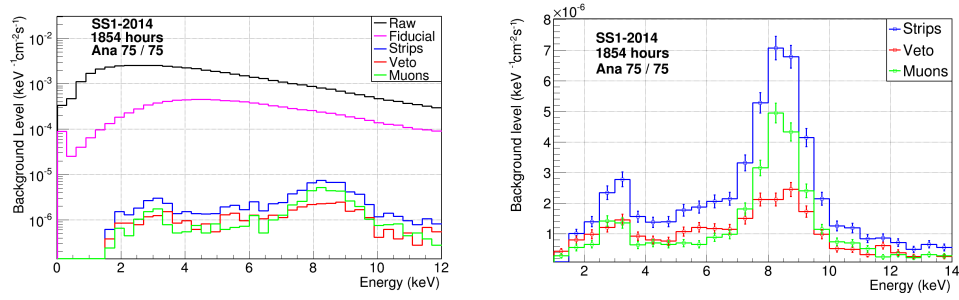 SS1-2014
1854 hours
Ana 75 / 75
Raw
Fiducial
Strips
Veto
Muons
Background Level (keV⁻¹cm⁻²s⁻¹)
10⁻²
10⁻³
10⁻⁴
10⁻⁵
10⁻⁶
0 2 4 6 8 10 12
Energy (keV)
×10⁻⁶
SS1-2014
1854 hours
Ana 75 / 75
Strips
Veto
Muons
Background level (keV⁻¹cm⁻²s⁻¹)
8
7
6
5
4
3
2
1
2 4 6 8 10 12 14
Energy (keV)